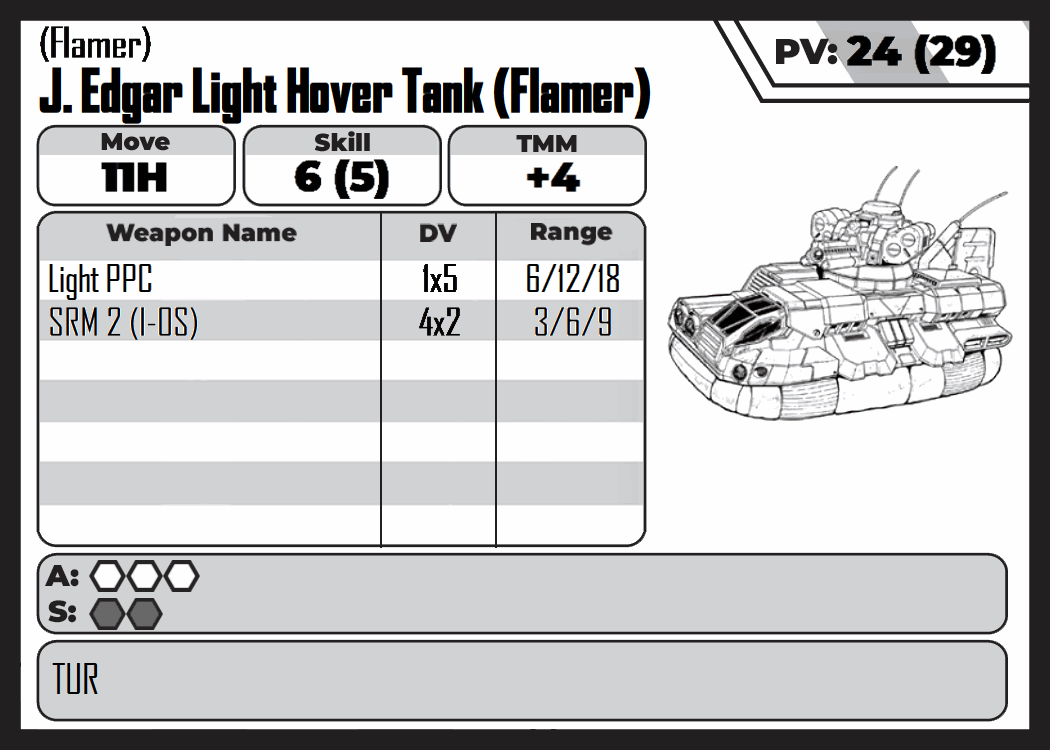 (Flamer)
PV: 24 (29)
J. Edgar Light Hover Tank (Flamer)
Move Skill TMM
11H 6 (5) +4
Weapon Name DV Range
Light PPC 1x5 6/12/18
SRM 2 (I-OS) 4x2 3/6/9
A:
S:
TUR